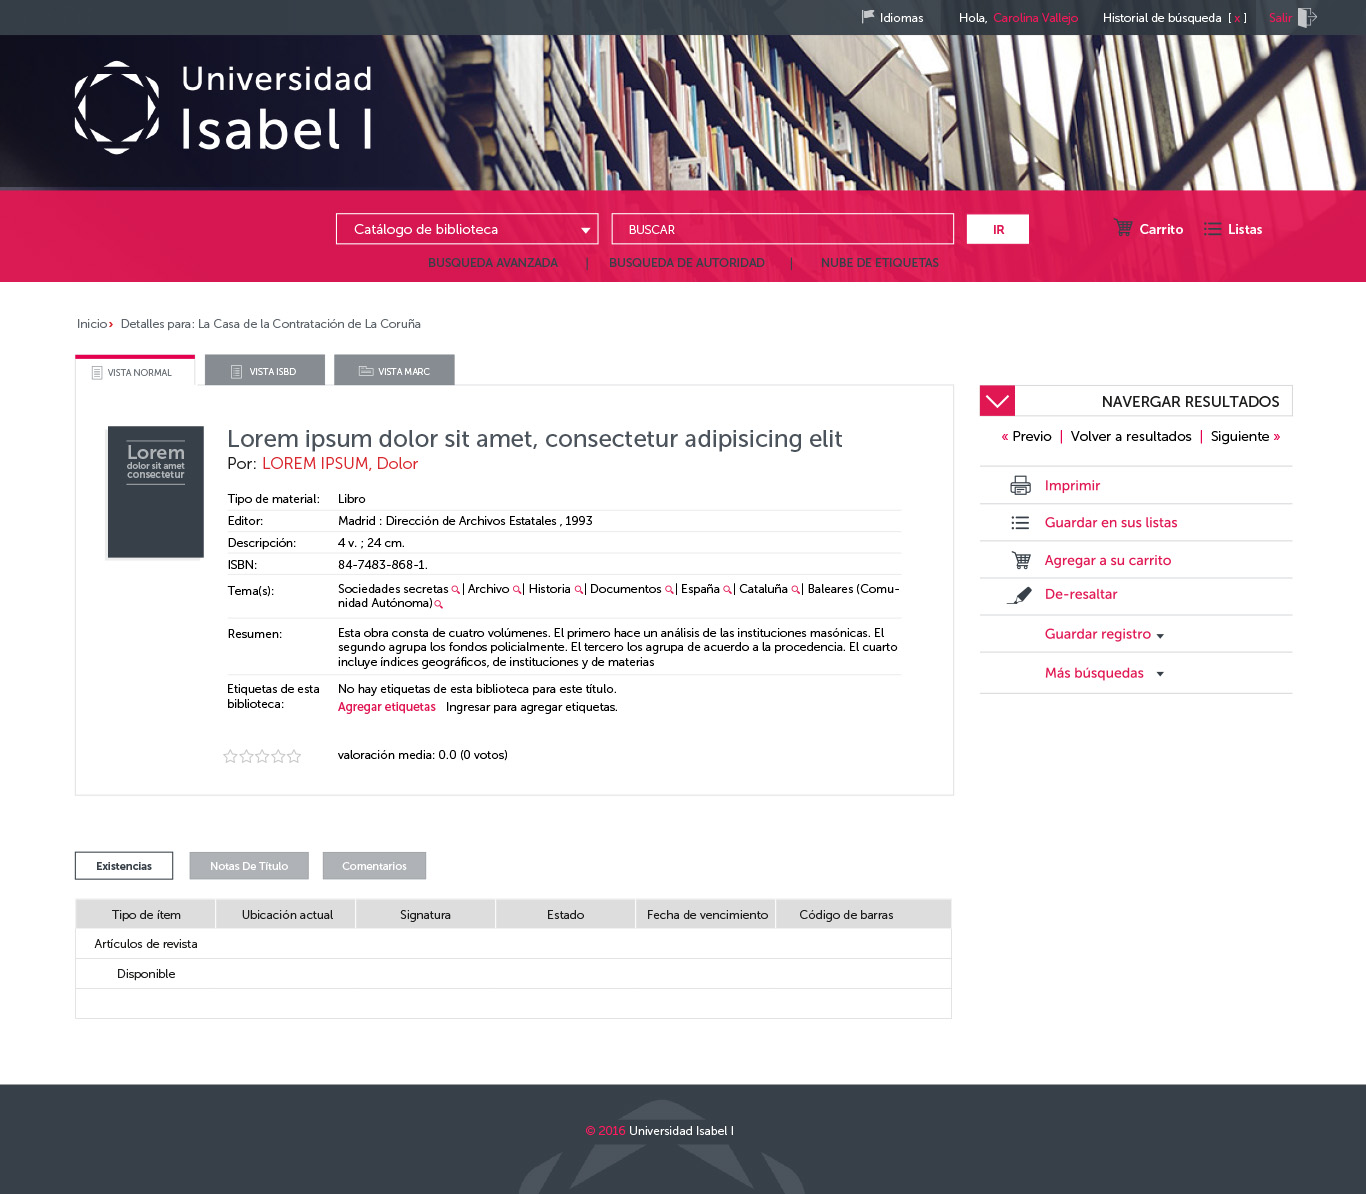 Idiomas Hola, Carolina Vallejo Historial de búsqueda [ x ] Salir
Universidad
Isabel I
Catálogo de biblioteca BUSCAR IR Carrito Listas
BUSQUEDA AVANZADA | BUSQUEDA DE AUTORIDAD | NUBE DE ETIQUETAS
Inicio› Detalles para: La Casa de la Contratación de La Coruña
VISTA NORMAL VISTA ISBD VISTA MARC
NAVERGAR RESULTADOS
« Previo | Volver a resultados | Siguiente »
Lorem
dolor sit amet
consectetur
Lorem ipsum dolor sit amet, consectetur adipisicing elit
Por: LOREM IPSUM, Dolor
Tipo de material: Libro
Editor: Madrid : Dirección de Archivos Estatales , 1993
Descripción: 4 v. ; 24 cm.
ISBN: 84-7483-868-1.
Tema(s): Sociedades secretas | Archivo | Historia | Documentos | España | Cataluña | Baleares (Comu-
nidad Autónoma)
Resumen: Esta obra consta de cuatro volúmenes. El primero hace un análisis de las instituciones masónicas. El
segundo agrupa los fondos policialmente. El tercero los agrupa de acuerdo a la procedencia. El cuarto
incluye índices geográficos, de instituciones y de materias
Etiquetas de esta
biblioteca:
No hay etiquetas de esta biblioteca para este título.
Agregar etiquetas Ingresar para agregar etiquetas.
valoración media: 0.0 (0 votos)
Imprimir
Guardar en sus listas
Agregar a su carrito
De-resaltar
Guardar registro
Más búsquedas
Existencias Notas De Título Comentarios
Tipo de ítem Ubicación actual Signatura Estado Fecha de vencimiento Código de barras
Artículos de revista
Disponible
© 2016 Universidad Isabel I